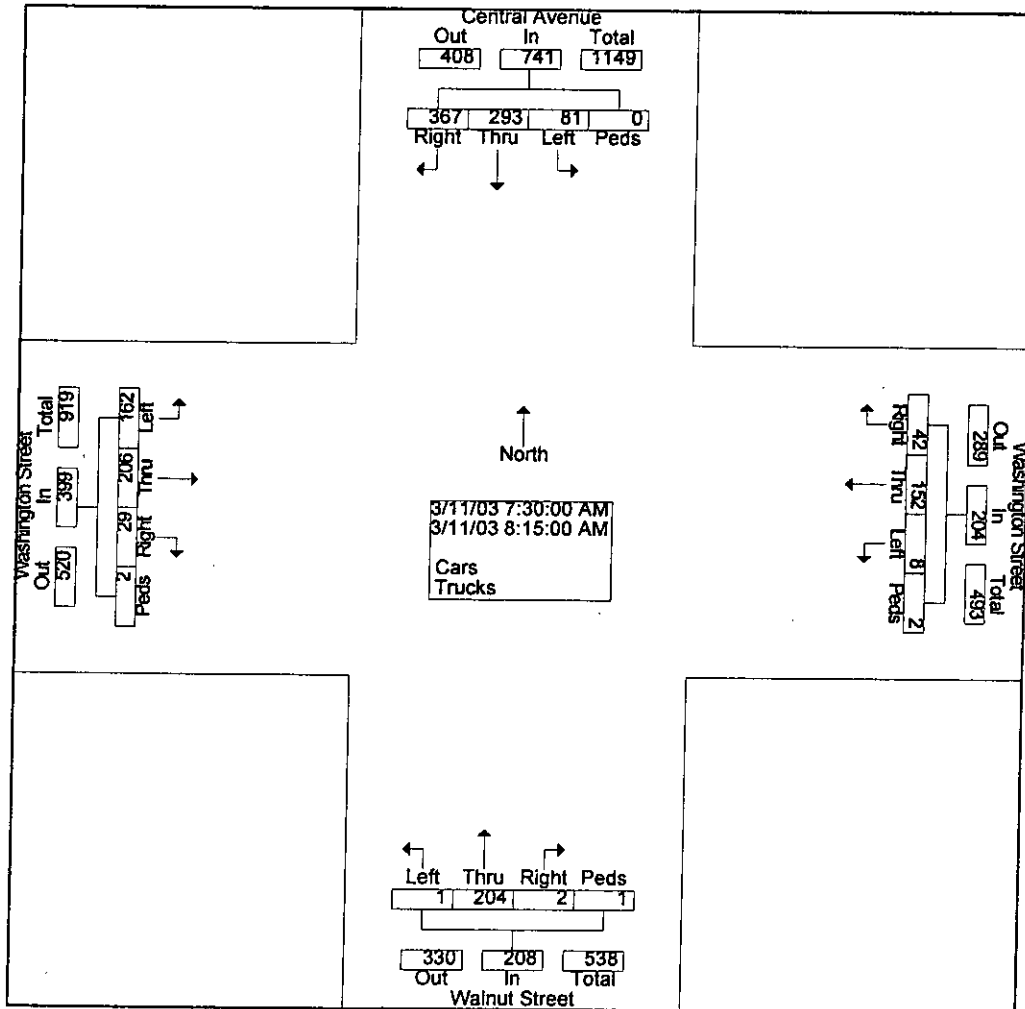 Central Avenue
Out In Total
408 741 1149
367 293 81 0
Right Thru Left Peds
Washington Street
Out In Total
520 399 919
Left Thru Right Peds
162 206 29 2
North
3/11/03 7:30:00 AM
3/11/03 8:15:00 AM
Cars
Trucks
Right Thru Left Peds
42 152 8 2
Out In Total
289 204 493
Washington Street
Left Thru Right Peds
1 204 2 1
330 208 538
Out In Total
Walnut Street